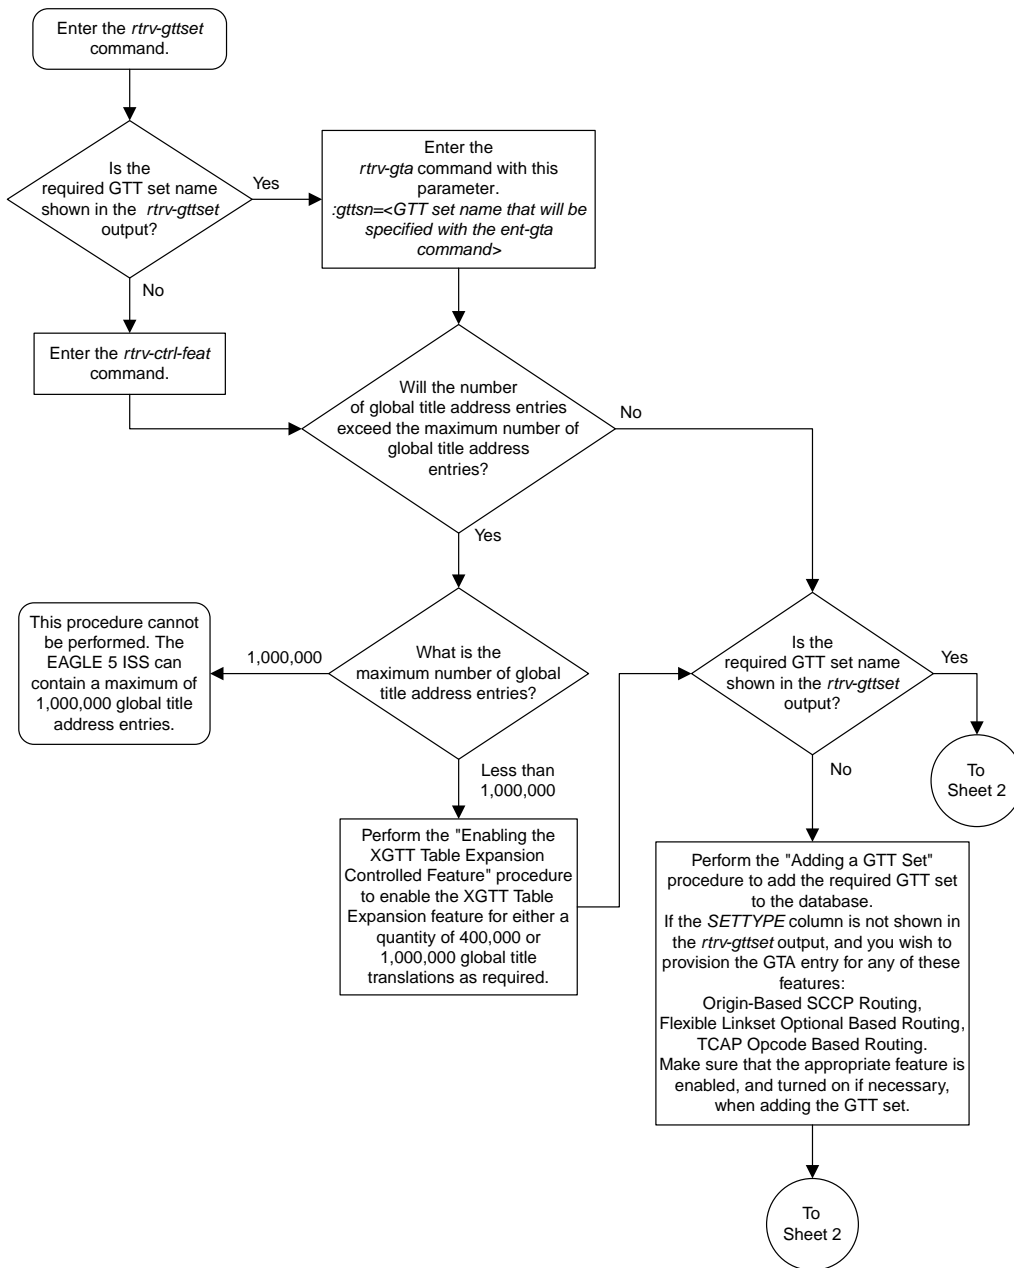 Enter the rtrv-gttset
command.
Is the
required GTT set name
shown in the rtrv-gttset
output?
Yes
No
Enter the
rtrv-gta command with this
parameter.
:gttsn=<GTT set name that will be
specified with the ent-gta
command>
Enter the rtrv-ctrl-feat
command.
Will the number
of global title address entries
exceed the maximum number of
global title address
entries?
No
Yes
This procedure cannot
be performed. The
EAGLE 5 ISS can
contain a maximum of
1,000,000 global title
address entries.
1,000,000
What is the
maximum number of global
title address entries?
Less than
1,000,000
Is the
required GTT set name
shown in the rtrv-gttset
output?
Yes
To
Sheet 2
No
Perform the "Enabling the
XGTT Table Expansion
Controlled Feature" procedure
to enable the XGTT Table
Expansion feature for either a
quantity of 400,000 or
1,000,000 global title
translations as required.
Perform the "Adding a GTT Set"
procedure to add the required GTT set
to the database.
If the SETTYPE column is not shown in
the rtrv-gttset output, and you wish to
provision the GTA entry for any of these
features:
Origin-Based SCCP Routing,
Flexible Linkset Optional Based Routing,
TCAP Opcode Based Routing.
Make sure that the appropriate feature is
enabled, and turned on if necessary,
when adding the GTT set.
To
Sheet 2